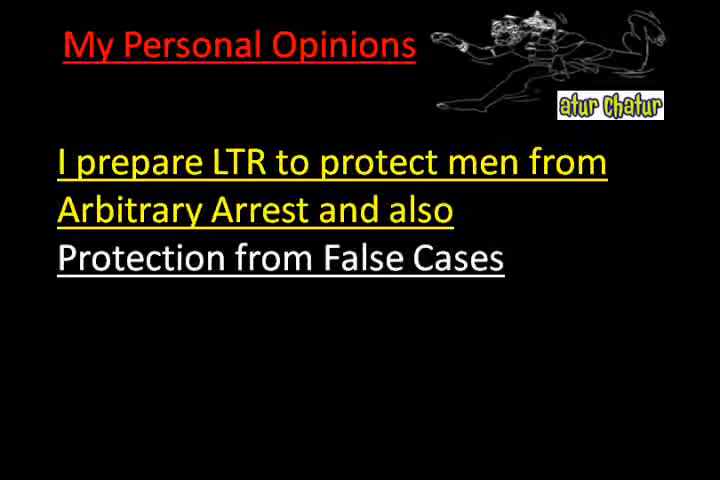 My Personal Opinions
atur chatur
I prepare LTR to protect men from
Arbitrary Arrest and also
Protection from False Cases